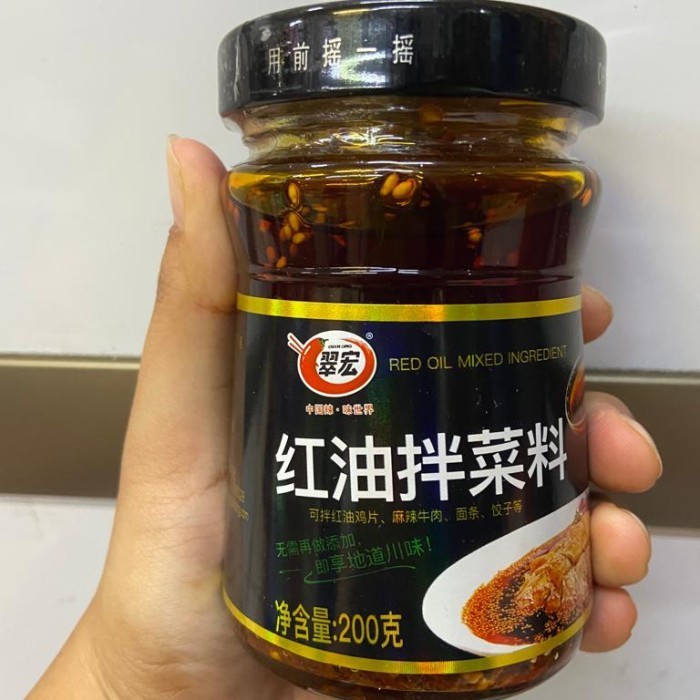 用前摇一摇
翠宏
®
中国辣·味世界
RED OIL MIXED INGREDIENT
红油拌菜料
可拌红油鸡片、麻辣牛肉、面条、饺子等
无需再做添加，
即享地道川味！
净含量:200克